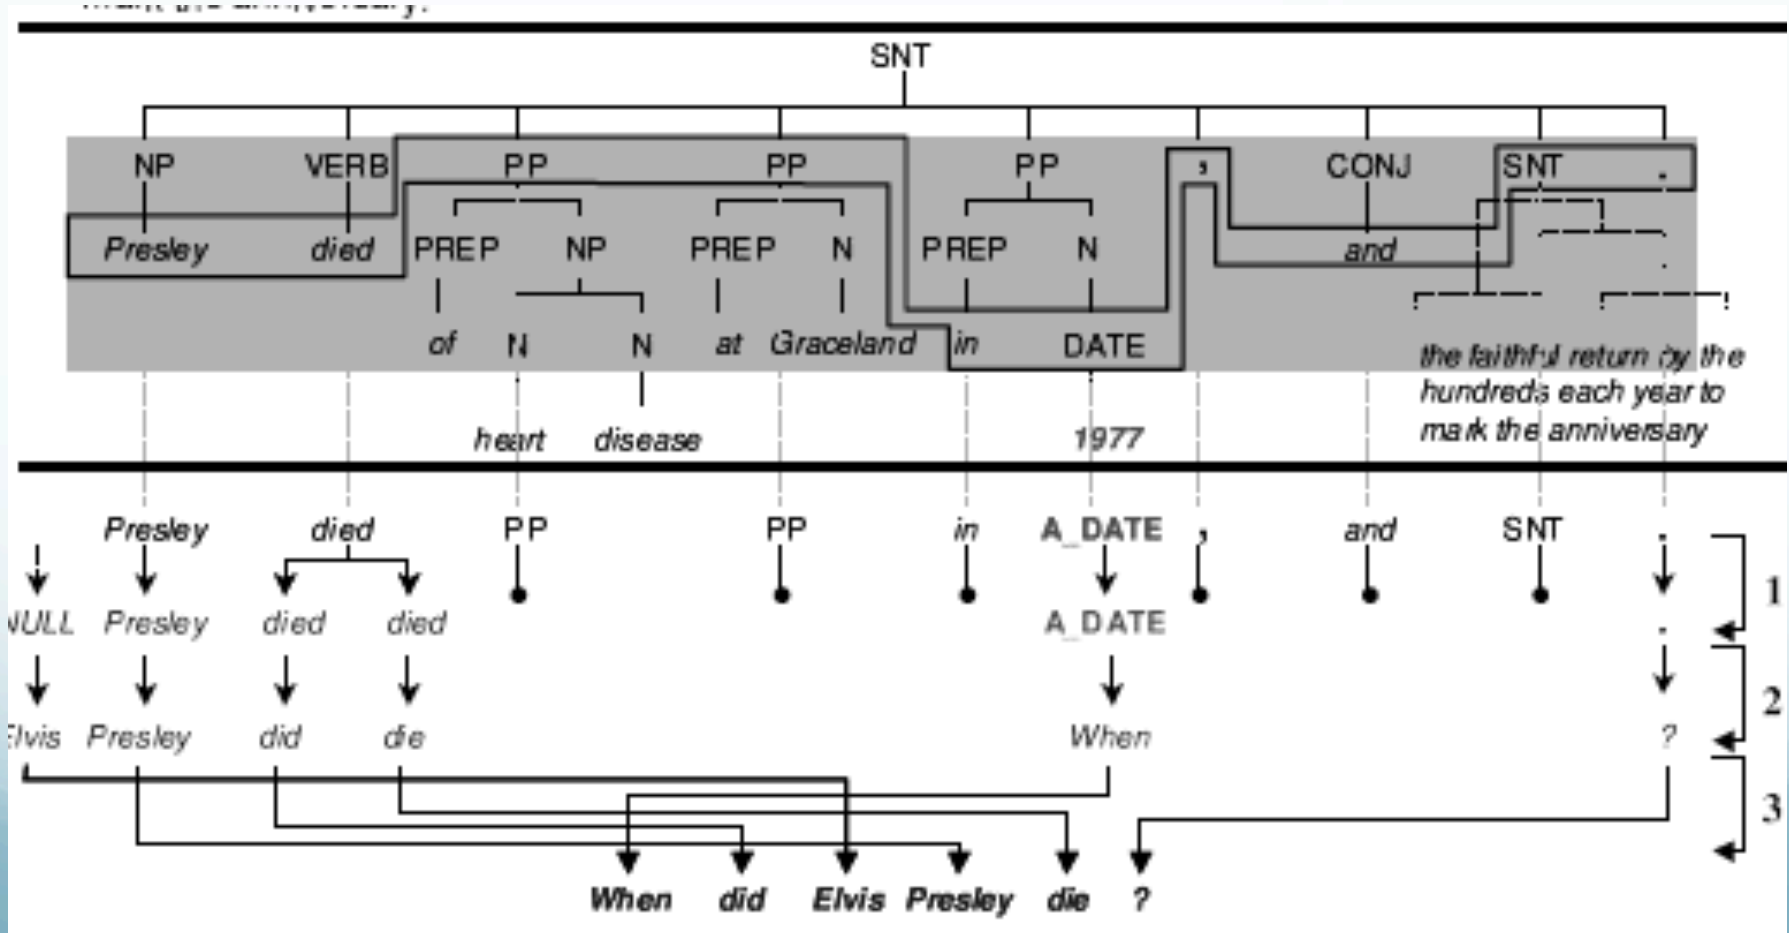 SNT
NP VERB PP PP PP , CONJ SNT .
Presley died PREP NP PREP N PREP N and
of N N at Graceland in DATE
the faithful return by the
hundreds each year to
mark the anniversary
heart disease 1977
Presley died PP PP in A_DATE , and SNT .
1
NULL Presley died died A_DATE .
2
Elvis Presley did die When ?
3
When did Elvis Presley die ?